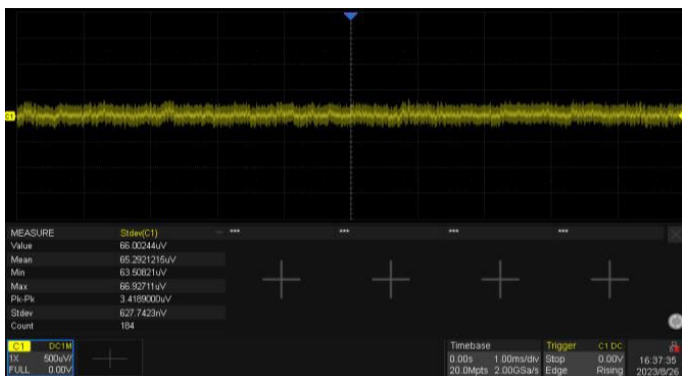 C1
MEASURE Stdev(C1) *** *** *** ***
Value 66.00244uV
Mean 65.2921215uV
Min 63.50821uV
Max 66.92711uV
Pk-Pk 3.4189000uV
Stdev 627.7423nV
Count 184
C1 DC1M Timebase Trigger C1 DC
1X 500uV/ 0.00s 1.00ms/div Stop 0.00V 16:37:35
FULL 0.00V 20.0Mpts 2.00GSa/s Edge Rising 2023/8/26